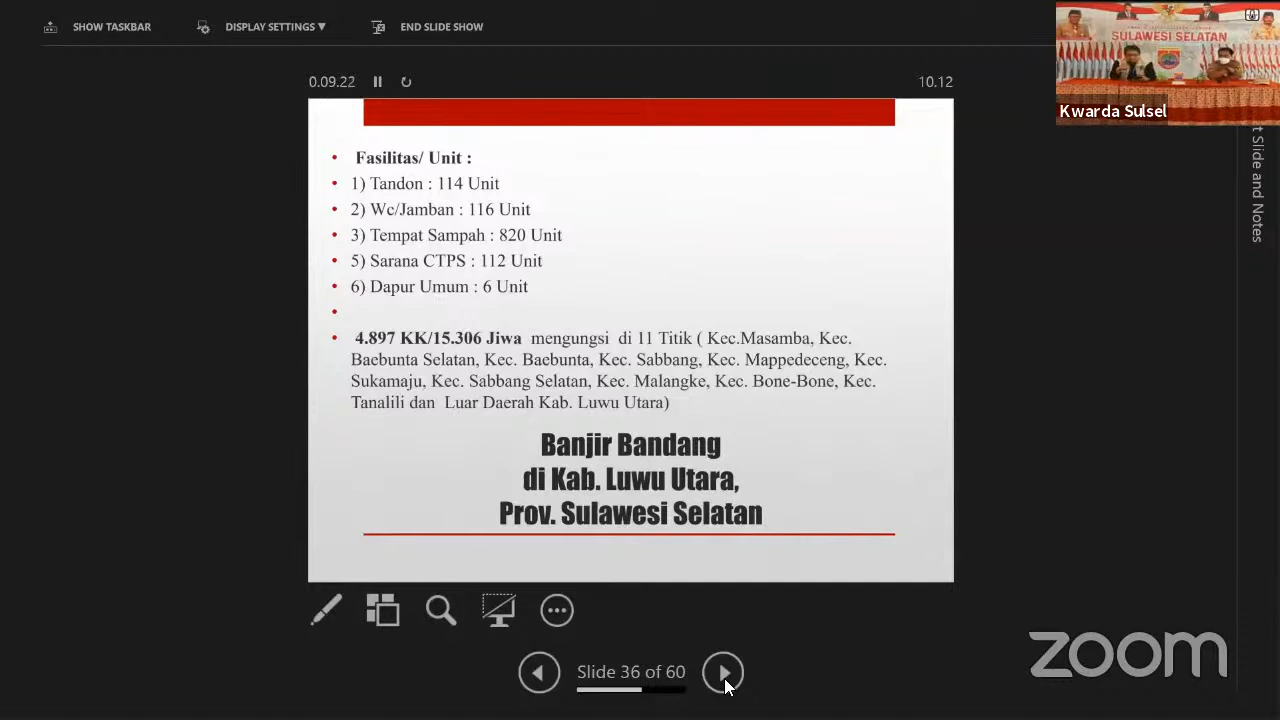 SHOW TASKBAR
DISPLAY SETTINGS ▼
END SLIDE SHOW
SULAWESI SELATAN
Kwarda Sulsel
0.09.22
10.12
Fasilitas/ Unit :
1) Tandon : 114 Unit
2) Wc/Jamban : 116 Unit
3) Tempat Sampah : 820 Unit
5) Sarana CTPS : 112 Unit
6) Dapur Umum : 6 Unit
4.897 KK/15.306 Jiwa mengungsi di 11 Titik ( Kec.Masamba, Kec.
Baebunta Selatan, Kec. Baebunta, Kec. Sabbang, Kec. Mappedeceng, Kec.
Sukamaju, Kec. Sabbang Selatan, Kec. Malangke, Kec. Bone-Bone, Kec.
Tanalili dan Luar Daerah Kab. Luwu Utara)
Banjir Bandang
di Kab. Luwu Utara,
Prov. Sulawesi Selatan
Slide and Notes
Slide 36 of 60
zoom